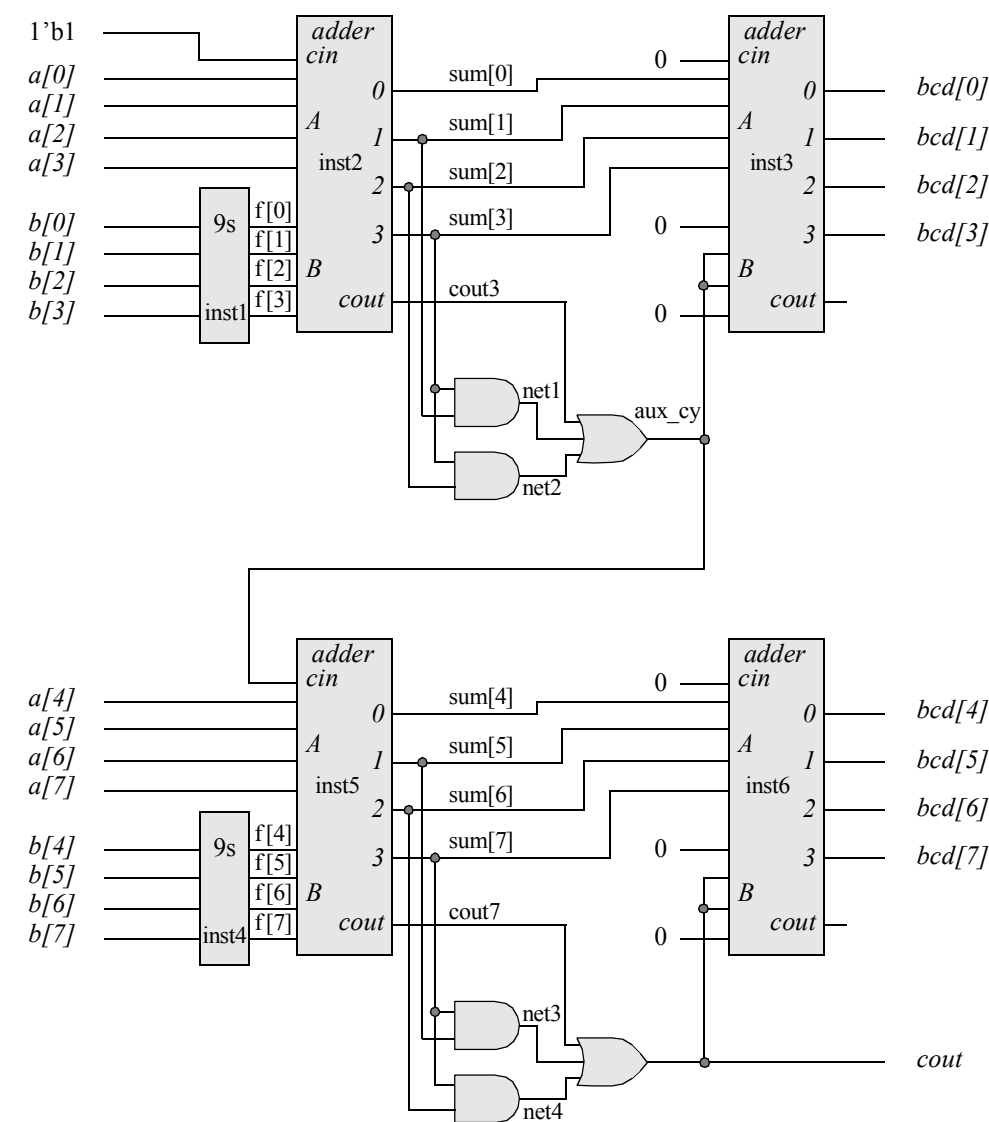 1’b1
a[0]
a[1]
a[2]
a[3]
b[0]
b[1]
b[2]
b[3]
9s
inst1
f[0]
f[1]
f[2]
f[3]
adder
cin
A
inst2
B
0
1
2
3
cout
sum[0]
sum[1]
sum[2]
sum[3]
cout3
net1
net2
aux_cy
0
0
0
adder
cin
A
inst3
B
0
1
2
3
cout
bcd[0]
bcd[1]
bcd[2]
bcd[3]
a[4]
a[5]
a[6]
a[7]
b[4]
b[5]
b[6]
b[7]
9s
inst4
f[4]
f[5]
f[6]
f[7]
adder
cin
A
inst5
B
0
1
2
3
cout
sum[4]
sum[5]
sum[6]
sum[7]
cout7
net3
net4
0
0
0
adder
cin
A
inst6
B
0
1
2
3
cout
bcd[4]
bcd[5]
bcd[6]
bcd[7]
cout